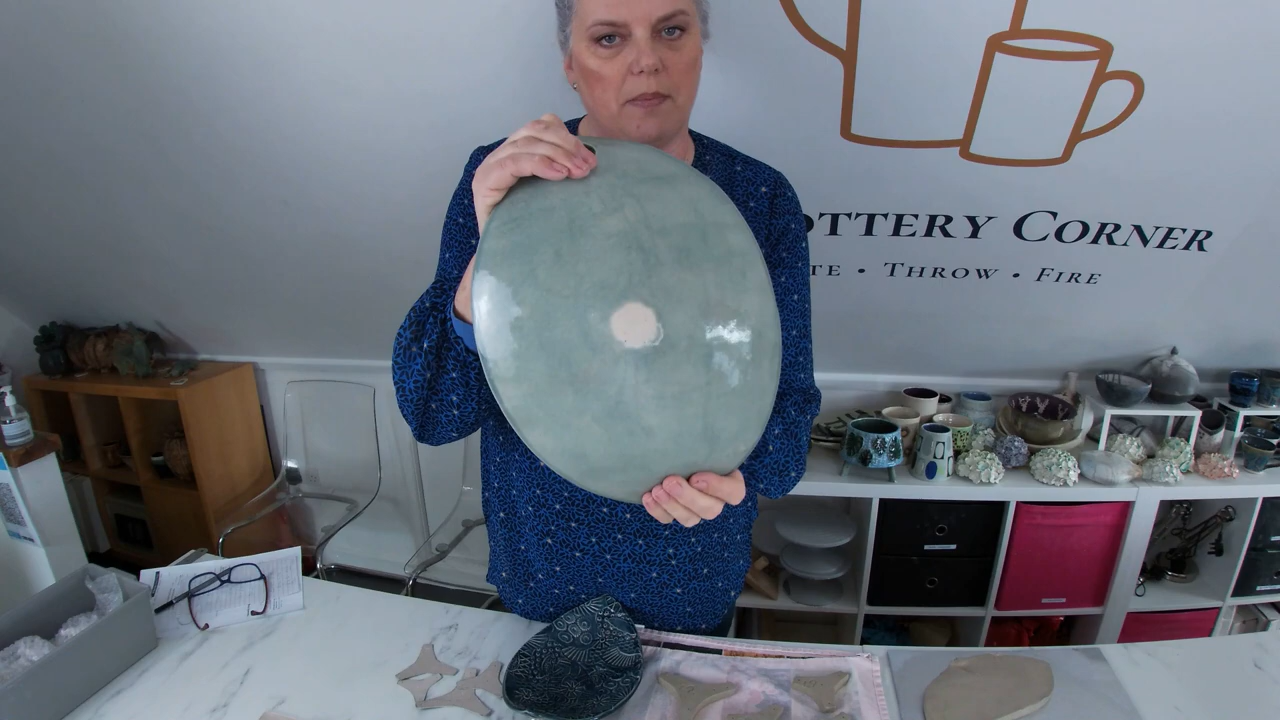 OTTERY CORNER
TE • THROW • FIRE